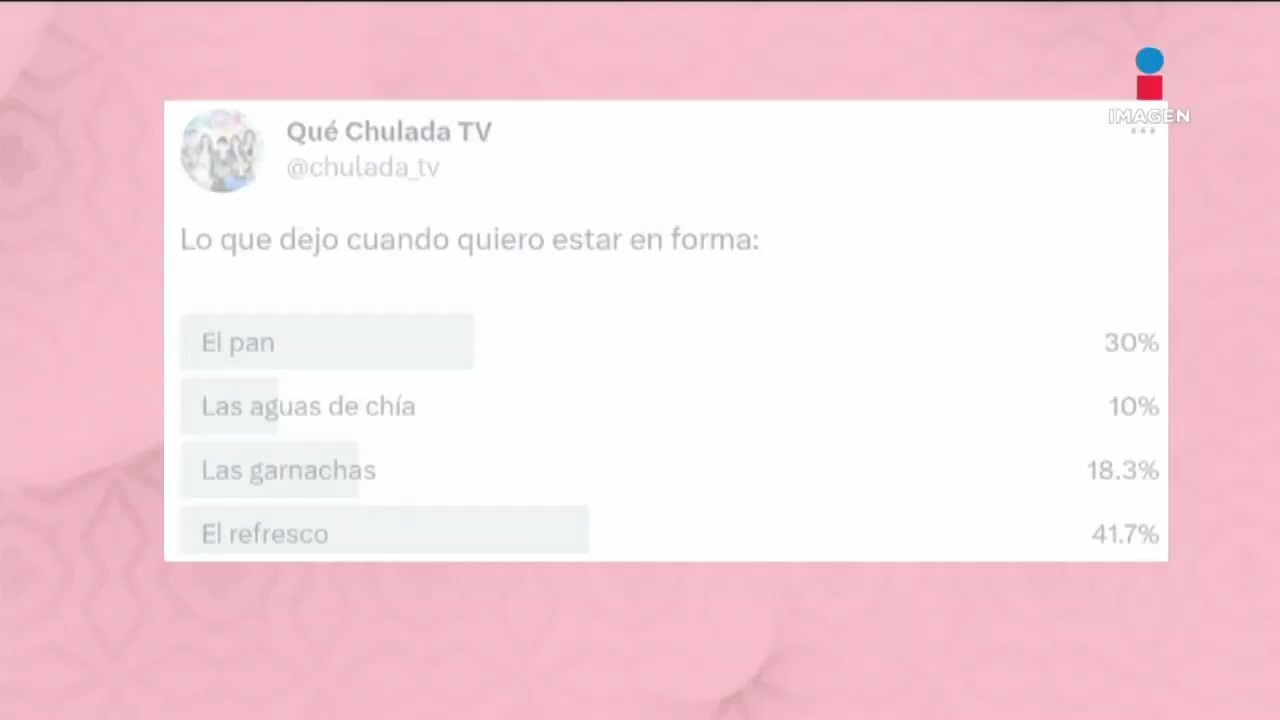 IMAGEN
Qué Chulada TV
@chulada_tv
Lo que dejo cuando quiero estar en forma:
El pan 30%
Las aguas de chía 10%
Las garnachas 18.3%
El refresco 41.7%